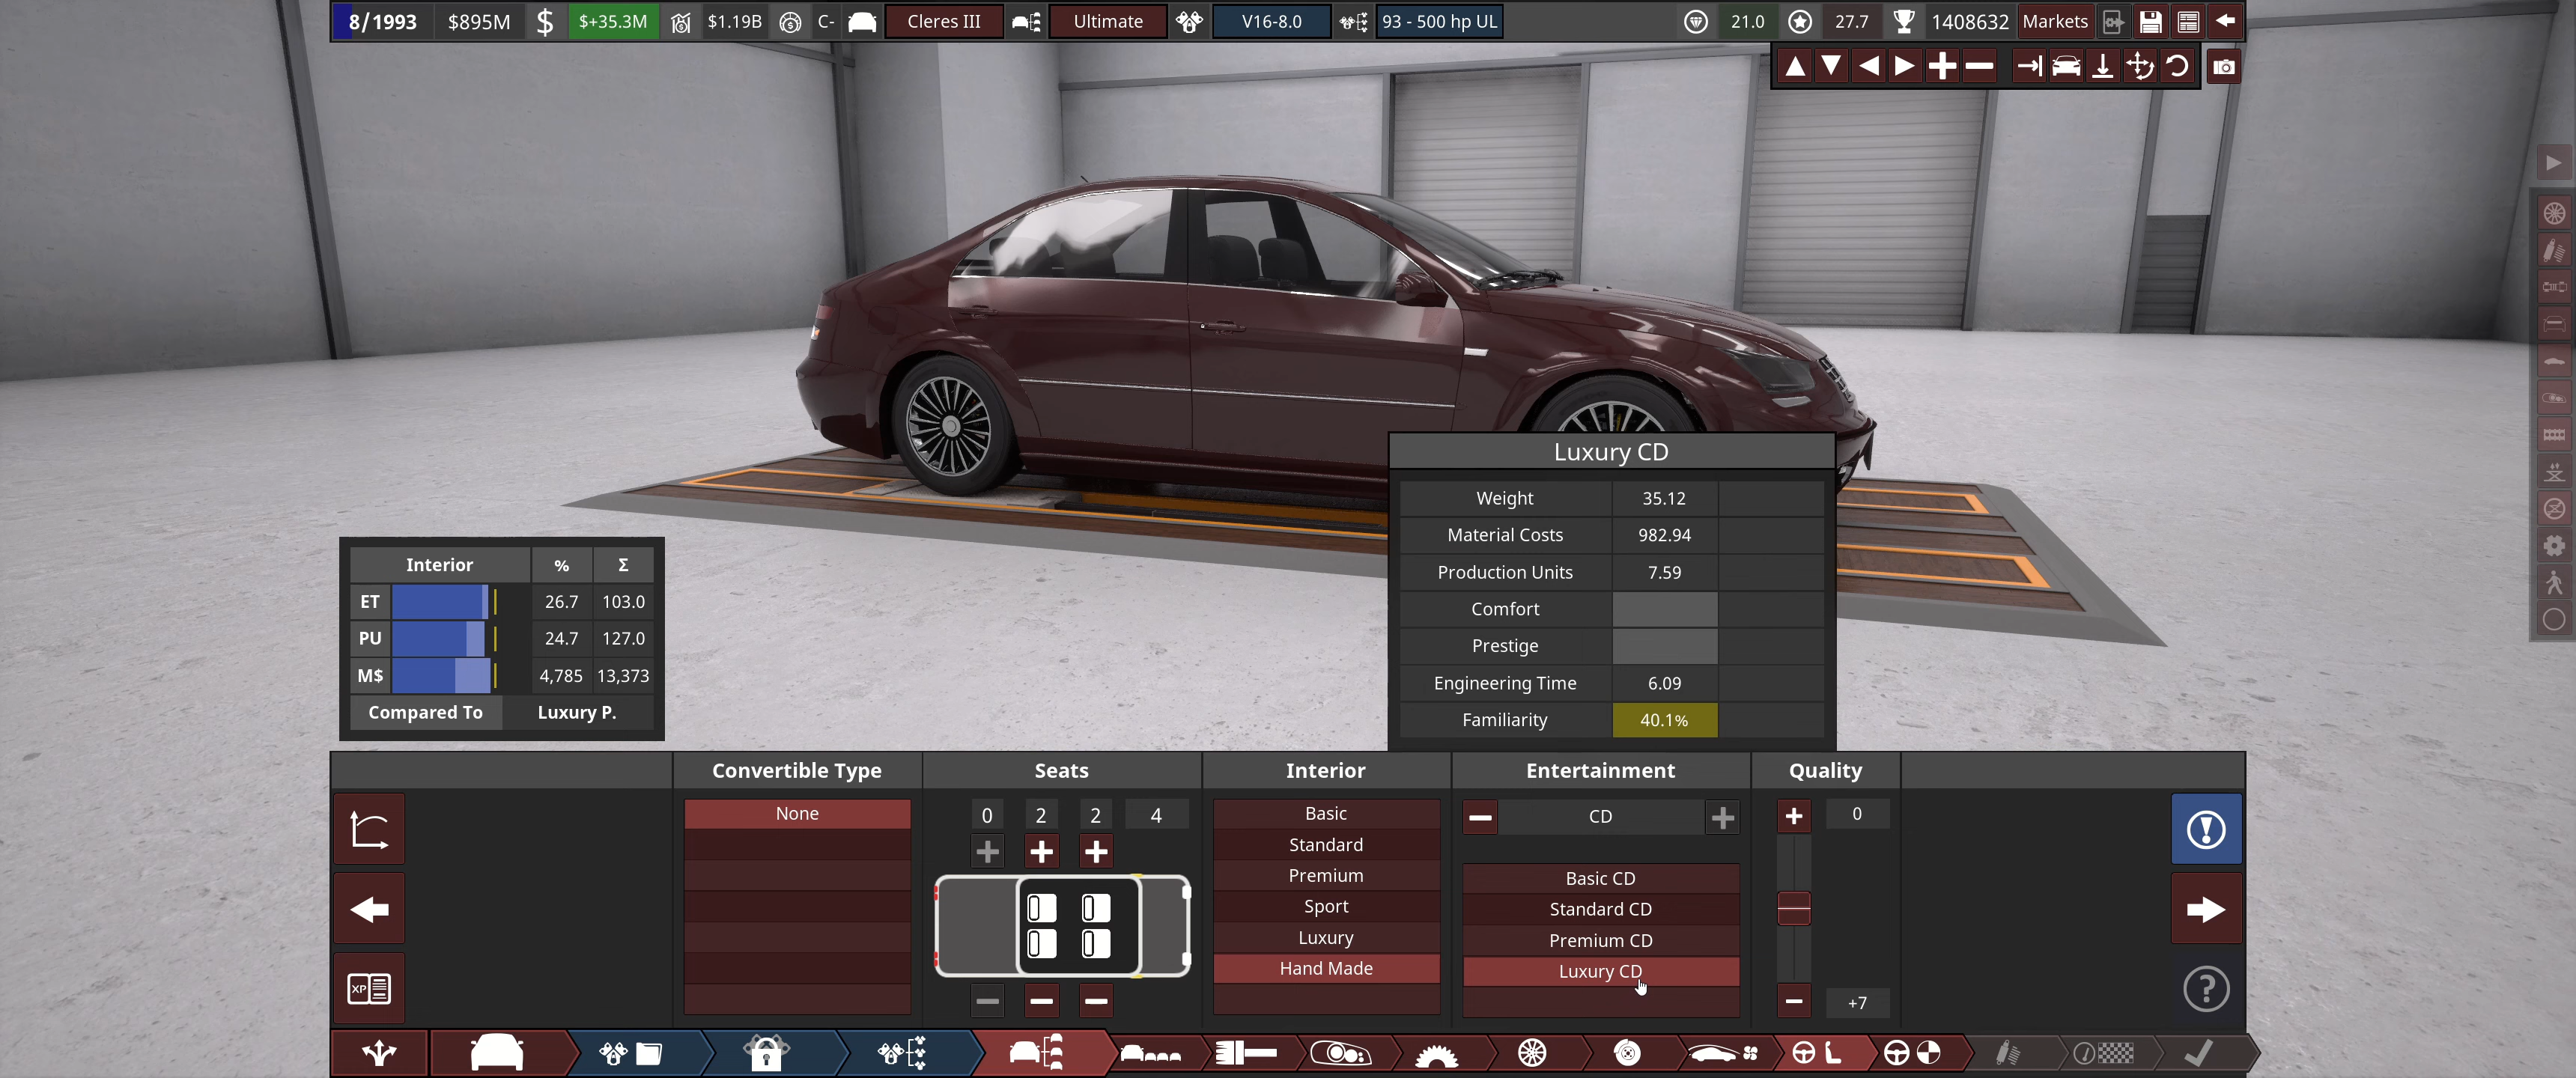 8/1993 $895M $ $+35.3M $1.19B C- Cleres III Ultimate V16-8.0 93 - 500 hp UL 21.0 27.7 1408632 Markets
Luxury CD
Weight 35.12
Material Costs 982.94
Production Units 7.59
Comfort
Prestige
Engineering Time 6.09
Familiarity 40.1%
Interior % Σ
ET 26.7 103.0
PU 24.7 127.0
M$ 4,785 13,373
Compared To Luxury P.
Convertible Type Seats Interior Entertainment Quality
None
0 2 2 4
Basic
Standard
Premium
Sport
Luxury
Hand Made
CD
Basic CD
Standard CD
Premium CD
Luxury CD
0
+7
XP